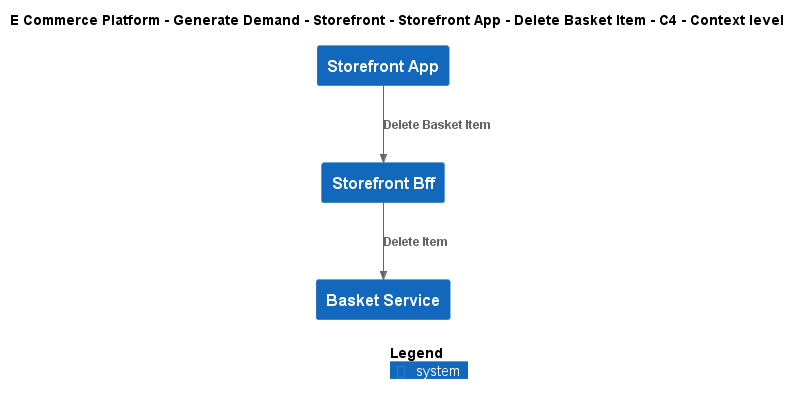 E Commerce Platform - Generate Demand - Storefront - Storefront App - Delete Basket Item - C4 - Context level
Storefront App
Delete Basket Item
Storefront Bff
Delete Item
Basket Service
Legend
system